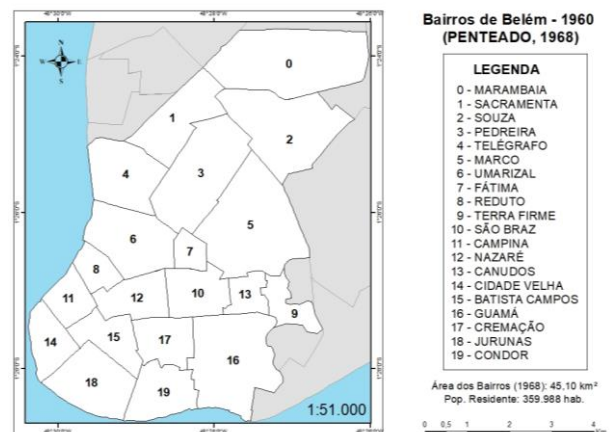 Bairros de Belém - 1960
(PENTEADO, 1968)
LEGENDA
0 - MARAMBAIA
1 - SACRAMENTA
2 - SOUZA
3 - PEDREIRA
4 - TELÉGRAFO
5 - MARCO
6 - UMARIZAL
7 - FÁTIMA
8 - REDUTO
9 - TERRA FIRME
10 - SÃO BRAZ
11 - CAMPINA
12 - NAZARÉ
13 - CANUDOS
14 - CIDADE VELHA
15 - BATISTA CAMPOS
16 - GUAMÁ
17 - CREMAÇÃO
18 - JURUNAS
19 - CONDOR
Área dos Bairros (1968): 45,10 km²
Pop. Residente: 359.988 hab.
0 0,5 1 2 3 4
N
W E
S
0
1
2
3
4
5
6
7
8
9
10
11
12
13
14
15
16
17
18
19
1:51.000